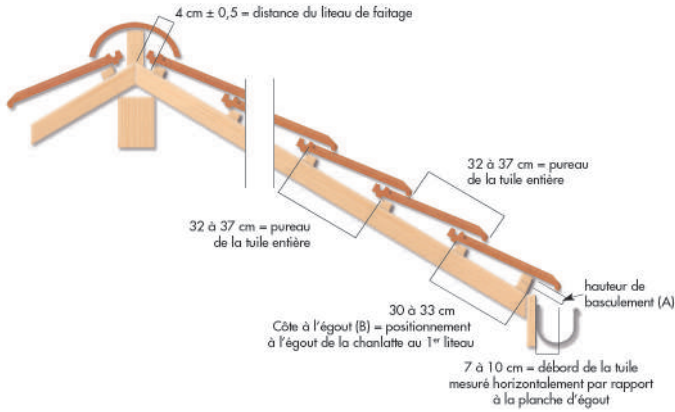 4 cm ± 0,5 = distance du liteau de faitage
32 à 37 cm = pureau
de la tuile entière
32 à 37 cm = pureau
de la tuile entière
hauteur de
basculement (A)
30 à 33 cm
Côte à l'égout (B) = positionnement
à l'égout de la chanlatte au 1er liteau
7 à 10 cm = débord de la tuile
mesuré horizontalement par rapport
à la planche d'égout